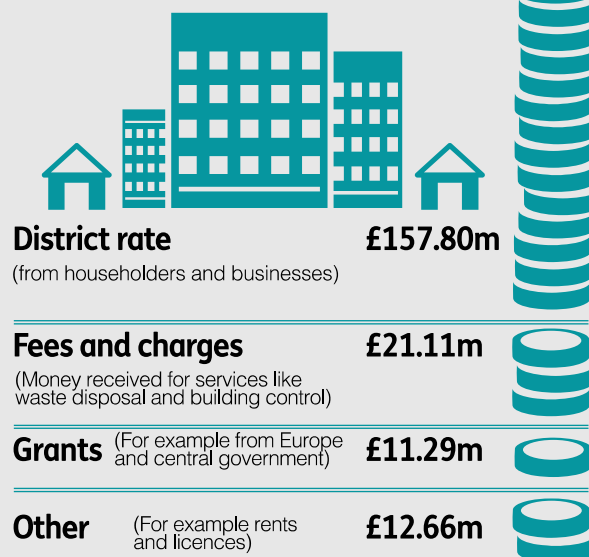 District rate £157.80m
(from householders and businesses)
Fees and charges £21.11m
(Money received for services like
waste disposal and building control)
Grants (For example from Europe
and central government) £11.29m
Other (For example rents
and licences) £12.66m